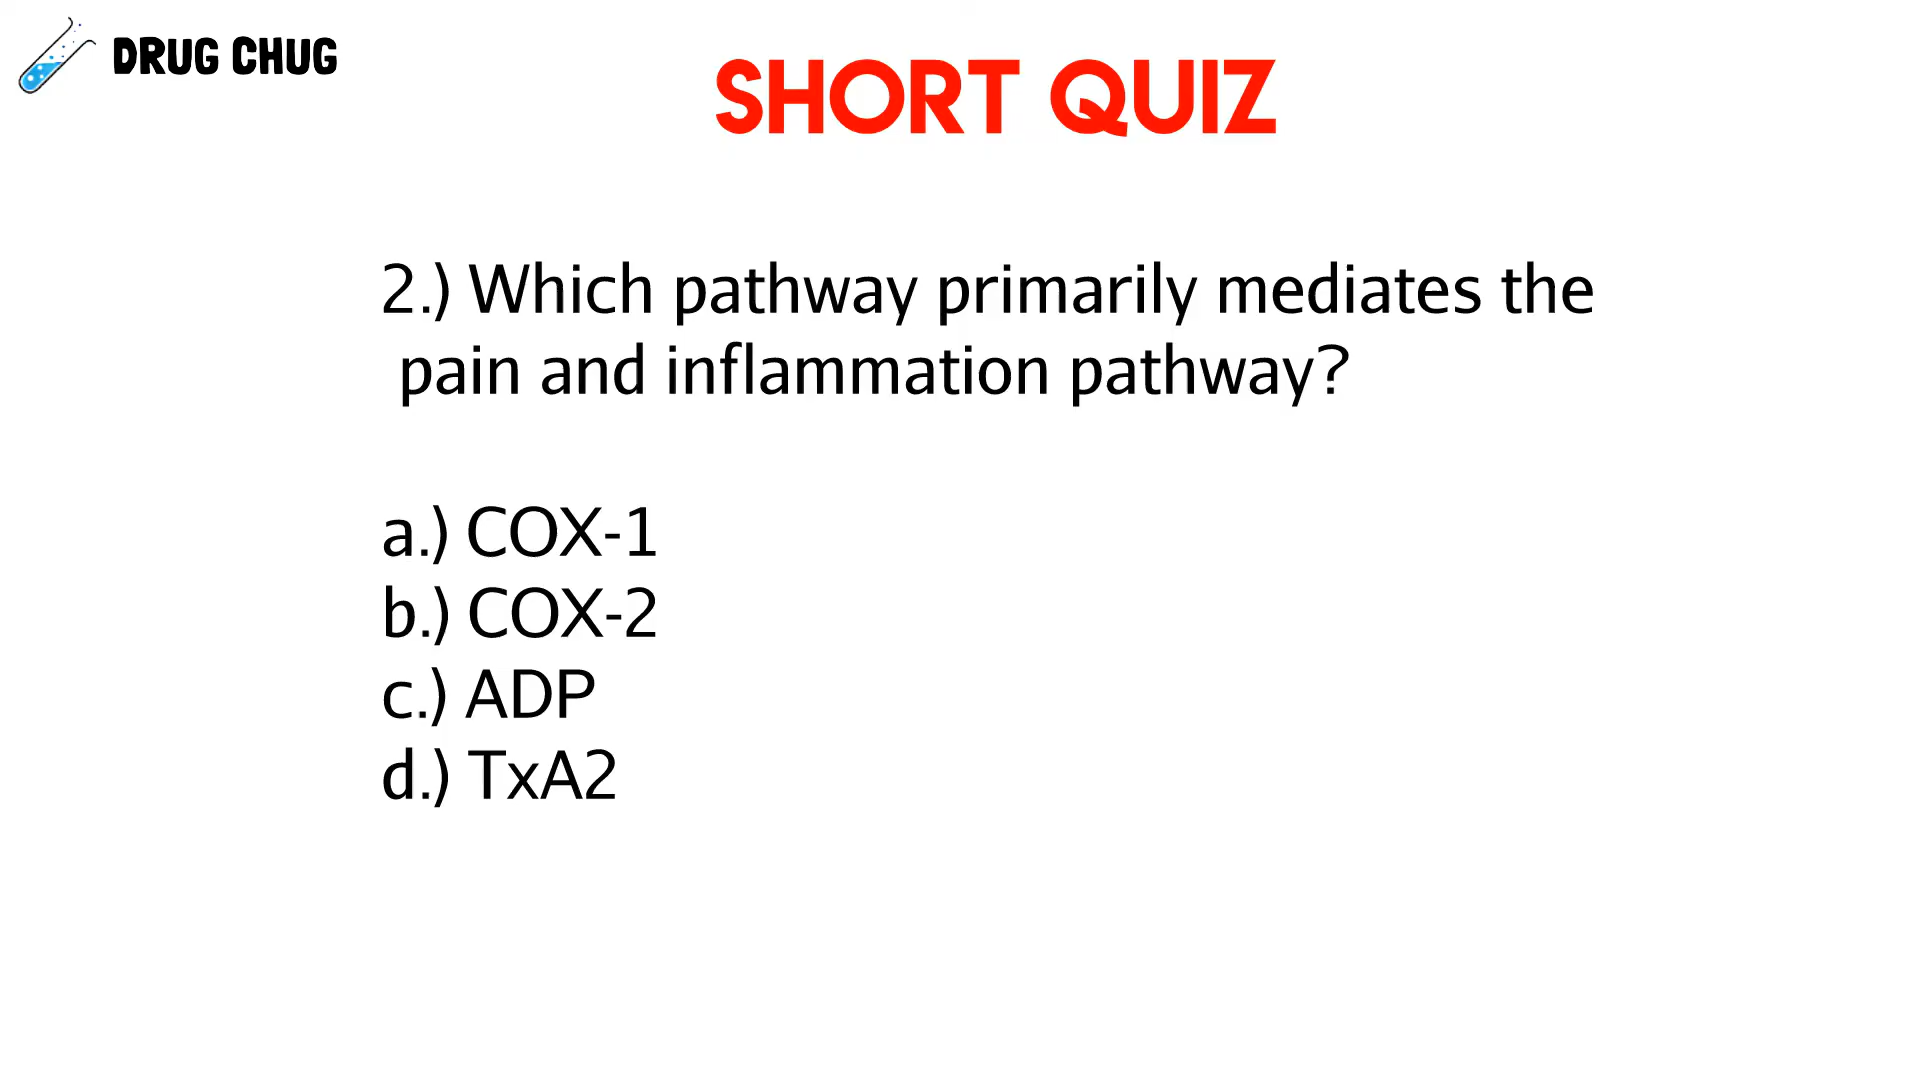 DRUG CHUG
SHORT QUIZ
2.) Which pathway primarily mediates the
pain and inflammation pathway?
a.) COX-1
b.) COX-2
c.) ADP
d.) TxA2